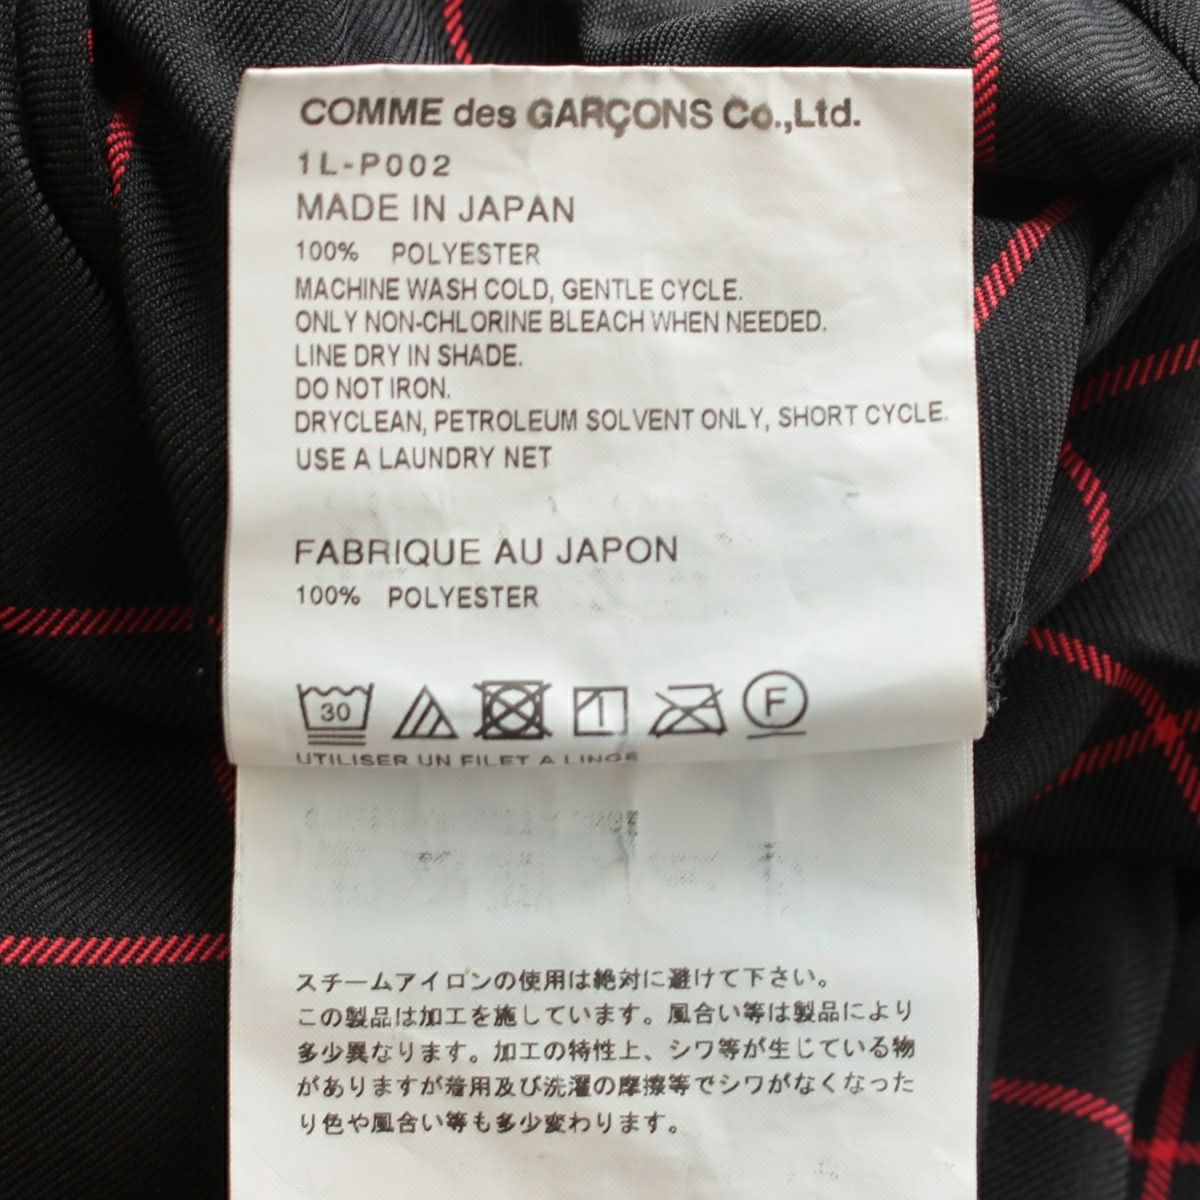 COMME des GARÇONS Co.,Ltd.
1L-P002
MADE IN JAPAN
100% POLYESTER
MACHINE WASH COLD, GENTLE CYCLE.
ONLY NON-CHLORINE BLEACH WHEN NEEDED.
LINE DRY IN SHADE.
DO NOT IRON.
DRYCLEAN, PETROLEUM SOLVENT ONLY, SHORT CYCLE.
USE A LAUNDRY NET
FABRIQUE AU JAPON
100% POLYESTER
30 F
UTILISER UN FILET A LINGE
スチームアイロンの使用は絶対に避けて下さい。
この製品は加工を施しています。風合い等は製品により
多少異なります。加工の特性上、シワ等が生じている物
がありますが着用及び洗濯の摩擦等でシワがなくなった
り色や風合い等も多少変わります。